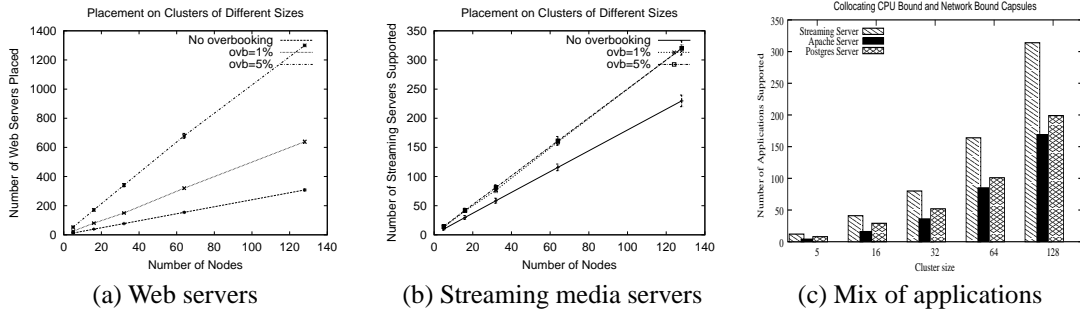 Placement on Clusters of Different Sizes
Number of Web Servers Placed
1400
1200
1000
800
600
400
200
0
No overbooking
ovb=1%
ovb=5%
0 20 40 60 80 100 120 140
Number of Nodes
(a) Web servers
Placement on Clusters of Different Sizes
Number of Streaming Servers Supported
350
300
250
200
150
100
50
0
No overbooking
ovb=1%
ovb=5%
0 20 40 60 80 100 120 140
Number of Nodes
(b) Streaming media servers
Collocating CPU Bound and Network Bound Capsules
Number of Applications Supported
350
300
250
200
150
100
50
0
Streaming Server
Apache Server
Postgres Server
5 16 32 64 128
Cluster size
(c) Mix of applications